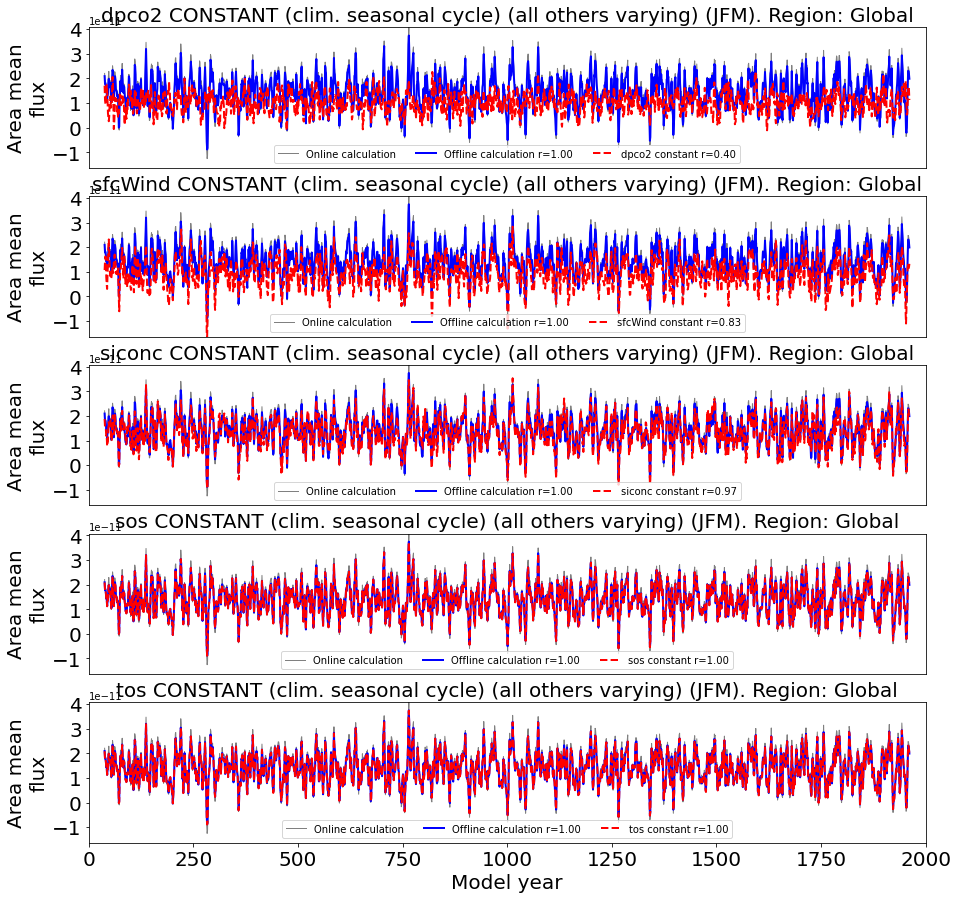 dpco2 CONSTANT (clim. seasonal cycle) (all others varying) (JFM). Region: Global
1e-11
4
3
2
1
0
−1
Area mean
flux
Online calculation Offline calculation r=1.00 dpco2 constant r=0.40
sfcWind CONSTANT (clim. seasonal cycle) (all others varying) (JFM). Region: Global
1e-11
4
3
2
1
0
−1
Area mean
flux
Online calculation Offline calculation r=1.00 sfcWind constant r=0.83
siconc CONSTANT (clim. seasonal cycle) (all others varying) (JFM). Region: Global
1e-11
4
3
2
1
0
−1
Area mean
flux
Online calculation Offline calculation r=1.00 siconc constant r=0.97
sos CONSTANT (clim. seasonal cycle) (all others varying) (JFM). Region: Global
1e-11
4
3
2
1
0
−1
Area mean
flux
Online calculation Offline calculation r=1.00 sos constant r=1.00
tos CONSTANT (clim. seasonal cycle) (all others varying) (JFM). Region: Global
1e-11
4
3
2
1
0
−1
Area mean
flux
Online calculation Offline calculation r=1.00 tos constant r=1.00
0 250 500 750 1000 1250 1500 1750 2000
Model year